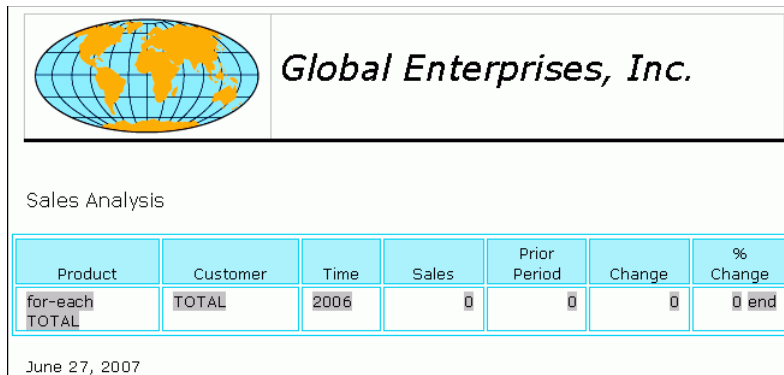 Global Enterprises, Inc.
Sales Analysis
Product Customer Time Sales Prior Period Change % Change
for-each TOTAL TOTAL 2006 0 0 0 0 end
June 27, 2007